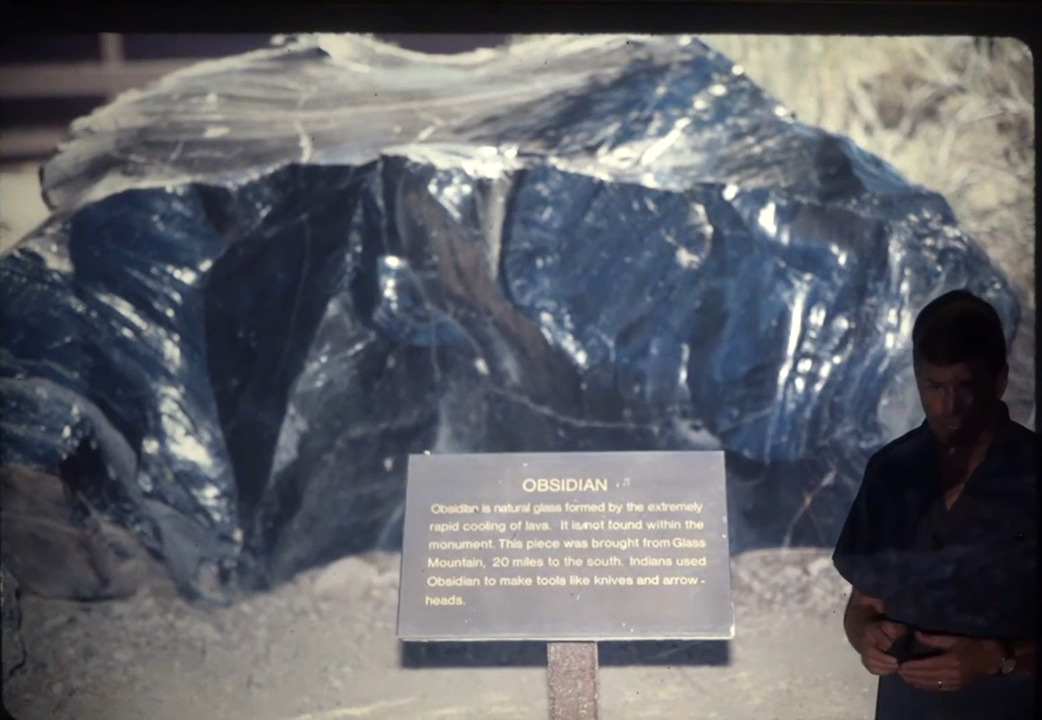 OBSIDIAN
Obsidian is natural glass formed by the extremely
rapid cooling of lava. It is not found within the
monument. This piece was brought from Glass
Mountain, 20 miles to the south. Indians used
Obsidian to make tools like knives and arrow-
heads.